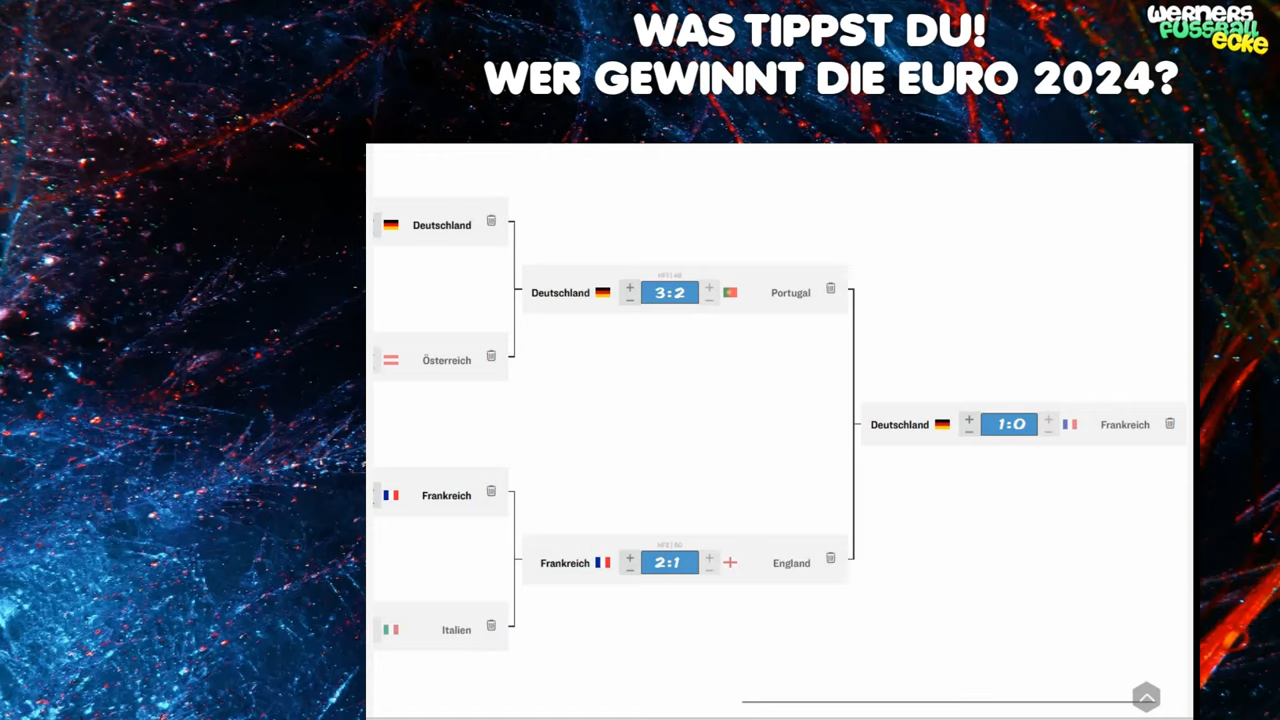 WAS TIPPST DU!
WER GEWINNT DIE EURO 2024?
WERNERS
FUSSBALL
ECKE
Deutschland
Deutschland 3:2 Portugal
Österreich
Deutschland 1:0 Frankreich
Frankreich
Frankreich 2:1 England
Italien